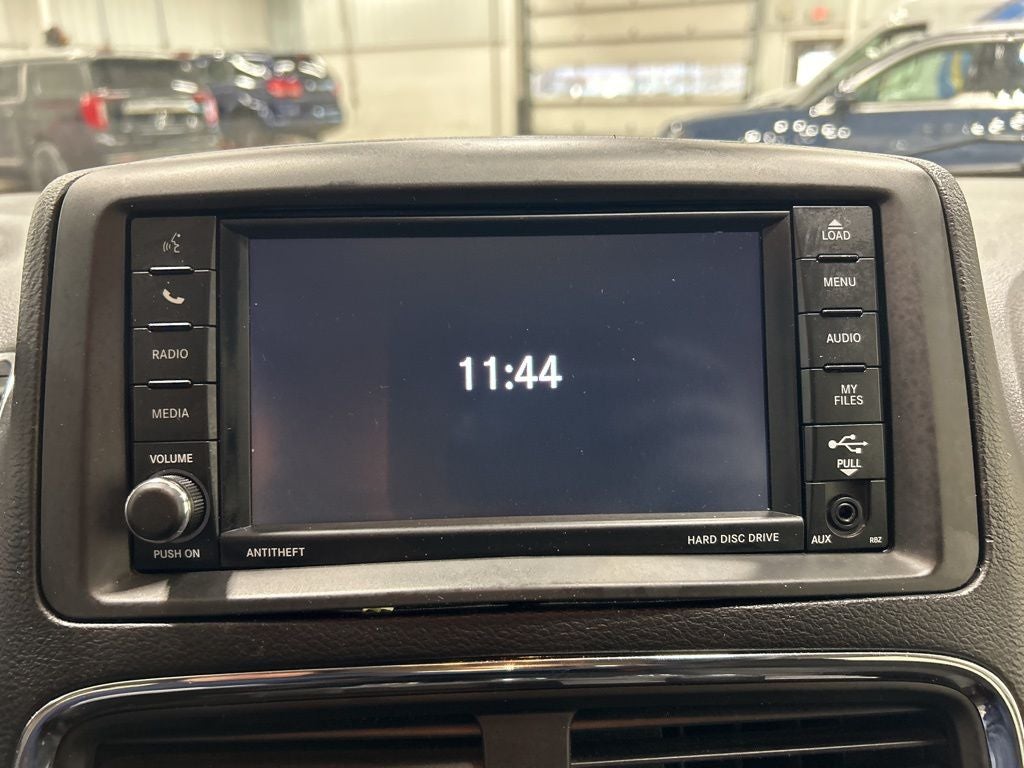 RADIO
MEDIA
VOLUME
PUSH ON
ANTITHEFT
11:44
HARD DISC DRIVE
LOAD
MENU
AUDIO
MY
FILES
PULL
AUX
RBZ